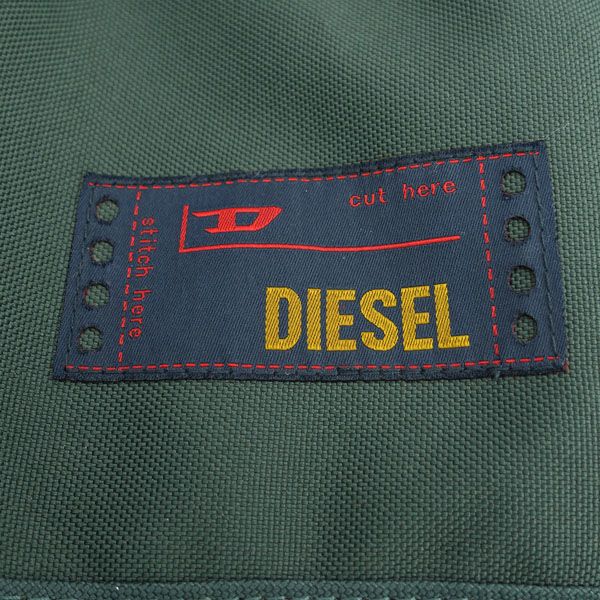 stitch here
D
cut here
DIESEL